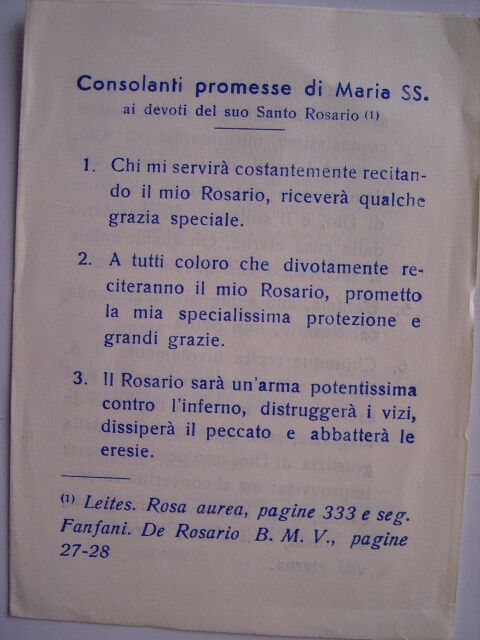 Consolanti promesse di Maria SS.
ai devoti del suo Santo Rosario (1)
1. Chi mi servirà costantemente recitan-
do il mio Rosario, riceverà qualche
grazia speciale.
2. A tutti coloro che divotamente re-
citeranno il mio Rosario, prometto
la mia specialissima protezione e
grandi grazie.
3. Il Rosario sarà un'arma potentissima
contro l'inferno, distruggerà i vizi,
dissiperà il peccato e abbatterà le
eresie.
(1) Leites. Rosa aurea, pagine 333 e seg.
Fanfani. De Rosario B. M. V., pagine
27-28